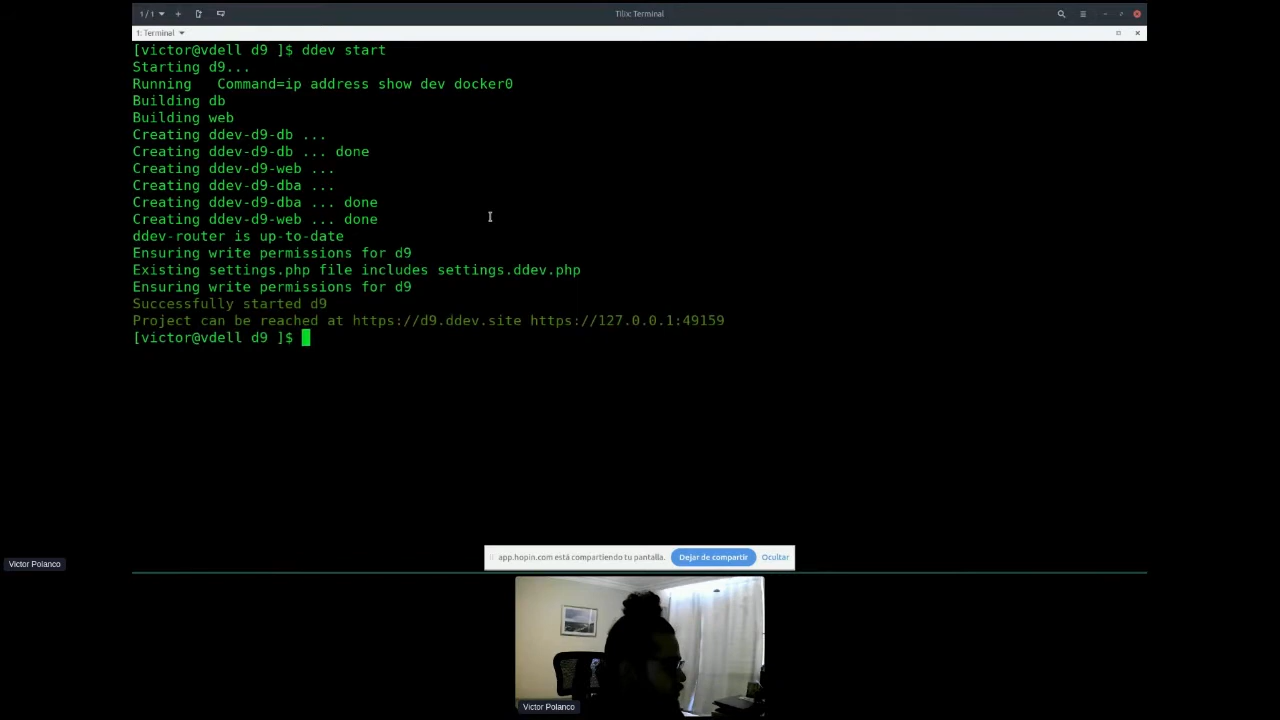 1/1
Tilix: Terminal
1: Terminal
[victor@vdell d9 ]$ ddev start
Starting d9...
Running   Command=ip address show dev docker0
Building db
Building web
Creating ddev-d9-db ...
Creating ddev-d9-db ... done
Creating ddev-d9-web ...
Creating ddev-d9-dba ...
Creating ddev-d9-dba ... done
Creating ddev-d9-web ... done
ddev-router is up-to-date
Ensuring write permissions for d9
Existing settings.php file includes settings.ddev.php
Ensuring write permissions for d9
Successfully started d9
Project can be reached at https://d9.ddev.site https://127.0.0.1:49159
[victor@vdell d9 ]$
app.hopin.com está compartiendo tu pantalla. Dejar de compartir Ocultar
Victor Polanco
Victor Polanco